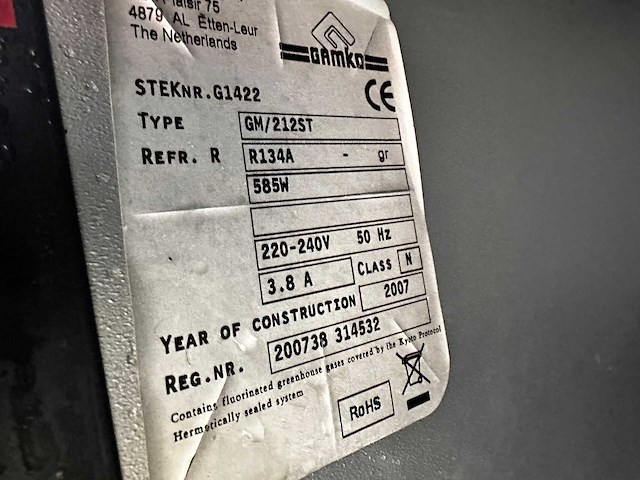 Plaisir 75
4879 AL Etten-Leur
The Netherlands
GAMKO
CE
STEKNR.G1422
TYPE GM/212ST
REFR. R R134A - gr
585W
220-240V 50 Hz
3.8 A CLASS N
YEAR OF CONSTRUCTION 2007
REG.NR. 200738 314532
Contains fluorinated greenhouse gases covered by the Kyoto Protocol
Hermetically sealed system
RoHS